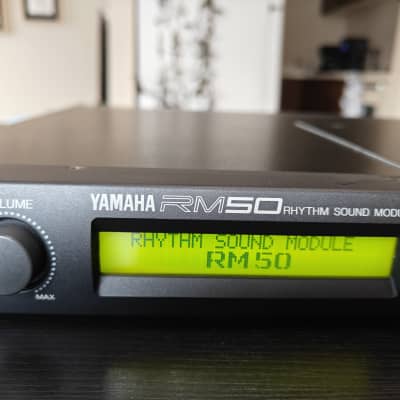 YAMAHA RM50 RHYTHM SOUND MODU
LUME
RHYTHM SOUND MODULE
RM50
MAX